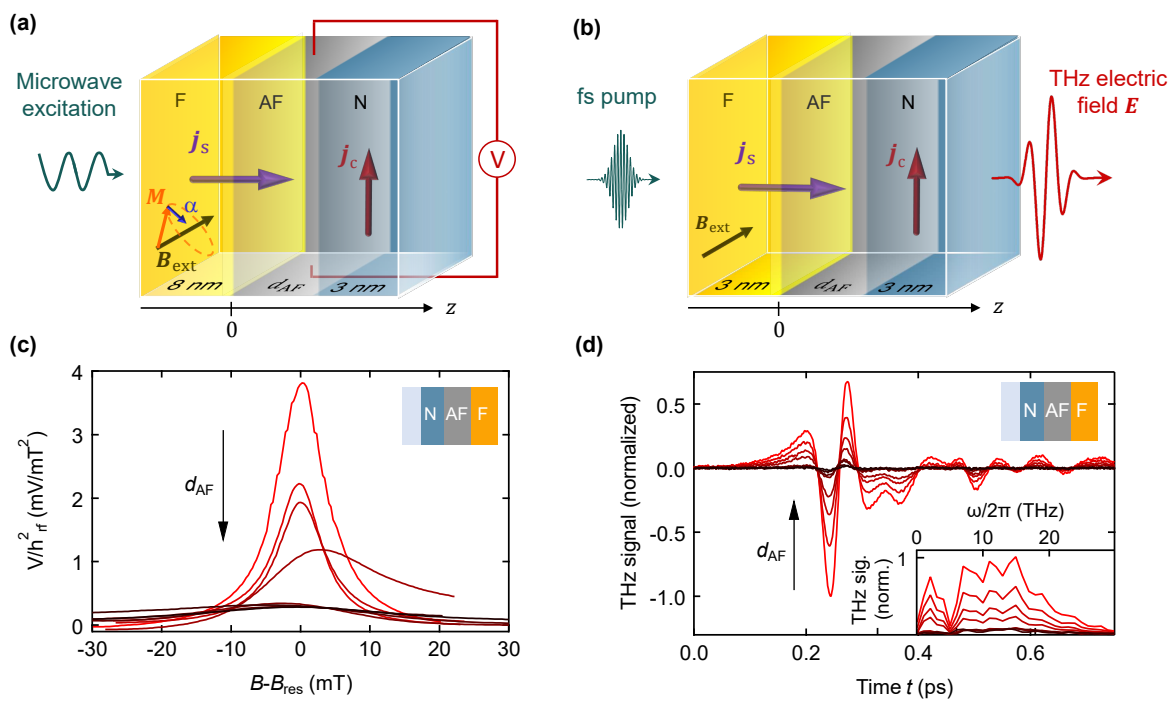 (a)
Microwave
excitation
F
AF
N
j_s
j_c
V
M
α
B_ext
8 nm
d_AF
3 nm
0
z
(b)
fs pump
F
AF
N
THz electric
field E
j_s
j_c
B_ext
3 nm
d_AF
3 nm
0
z
(c)
V/h²_rf (mV/mT²)
4
3
2
1
0
d_AF
N AF F
-30 -20 -10 0 10 20 30
B-B_res (mT)
(d)
THz signal (normalized)
0.5
0.0
-0.5
-1.0
d_AF
N AF F
ω/2π (THz)
0 10 20
THz sig.
(norm.)
1
0.0 0.2 0.4 0.6
Time t (ps)